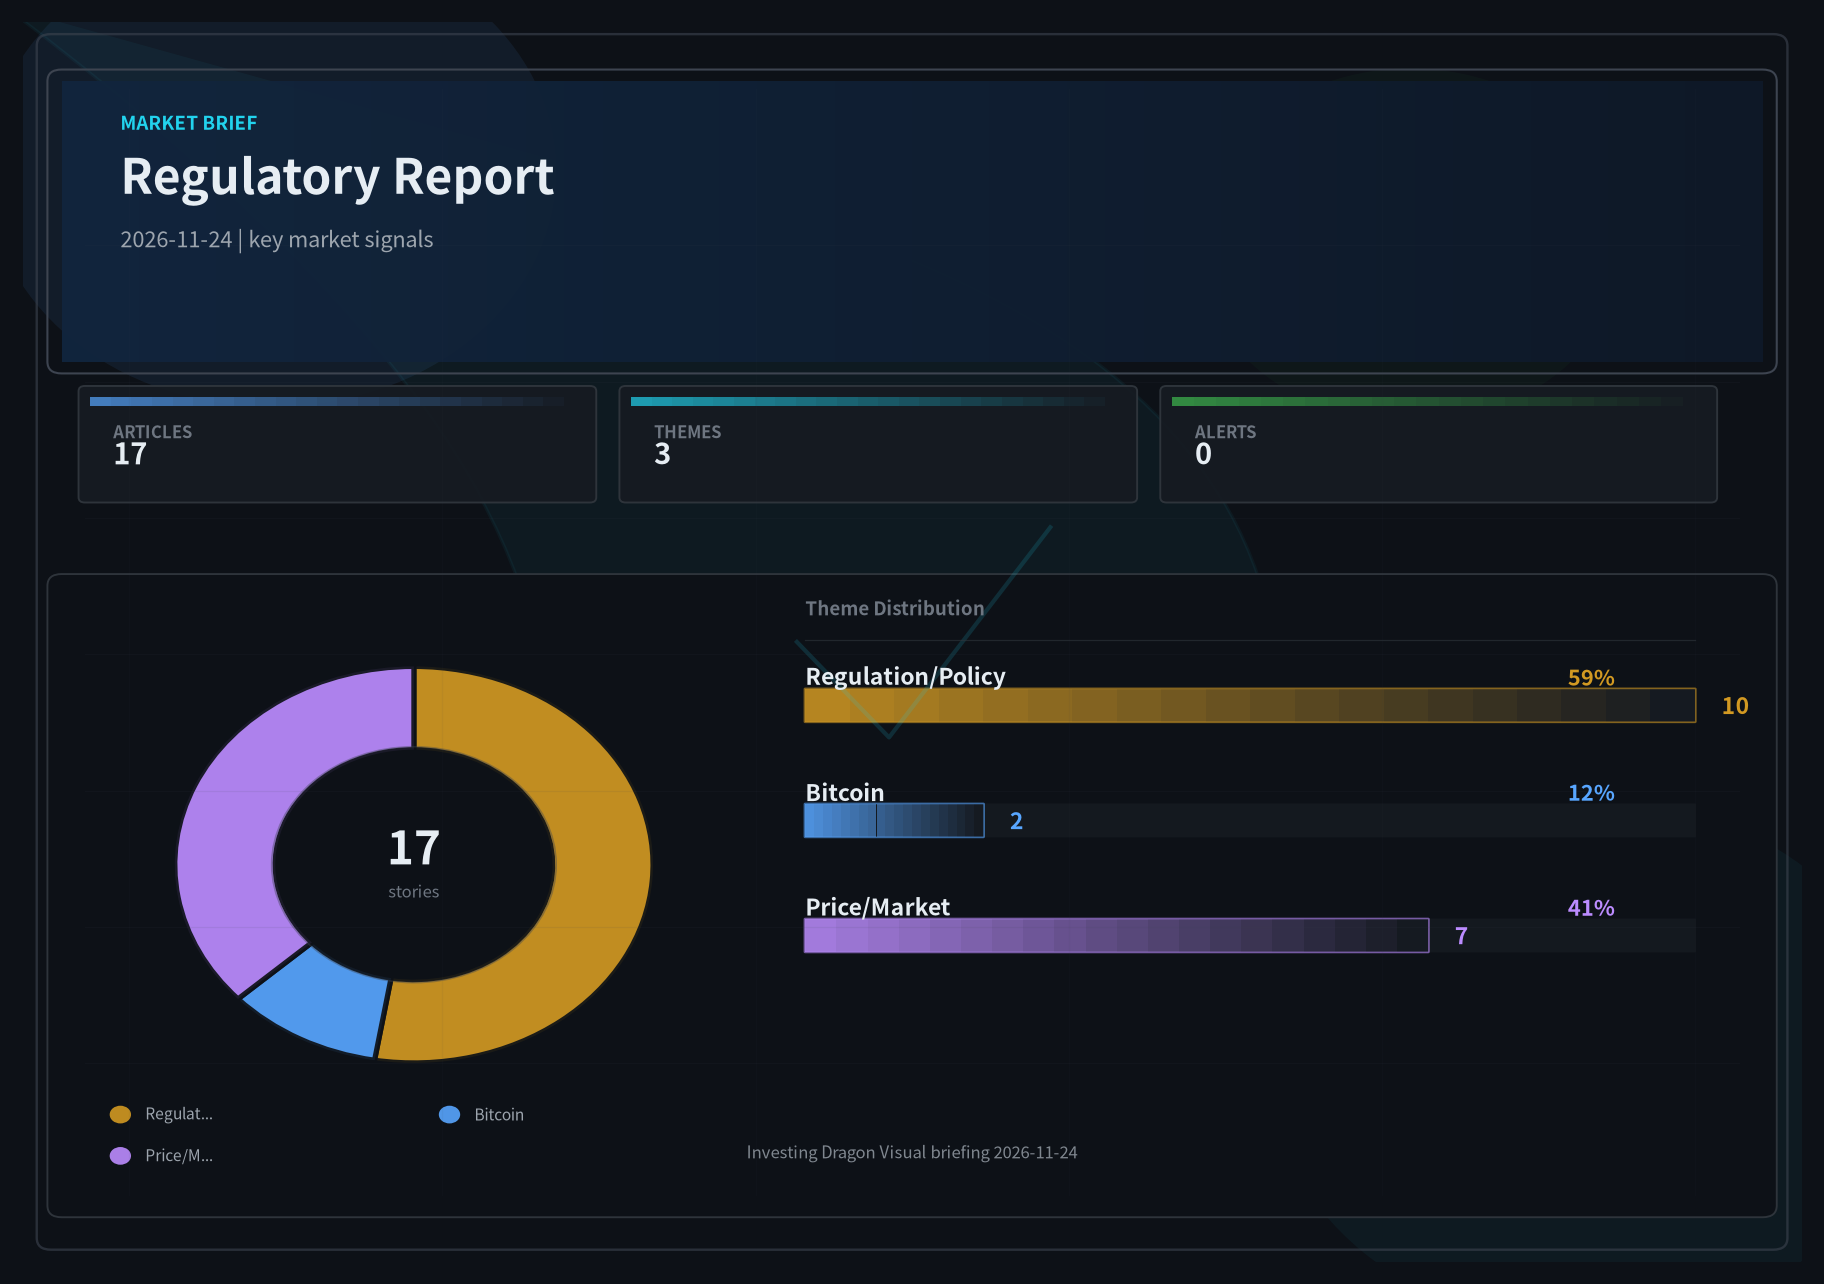 MARKET BRIEF
Regulatory Report
2026-11-24 | key market signals
ARTICLES
17
THEMES
3
ALERTS
0
Theme Distribution
Regulation/Policy
59%
10
Bitcoin
12%
2
Price/Market
41%
7
17
stories
Regulat...
Bitcoin
Price/M...
Investing Dragon Visual briefing 2026-11-24